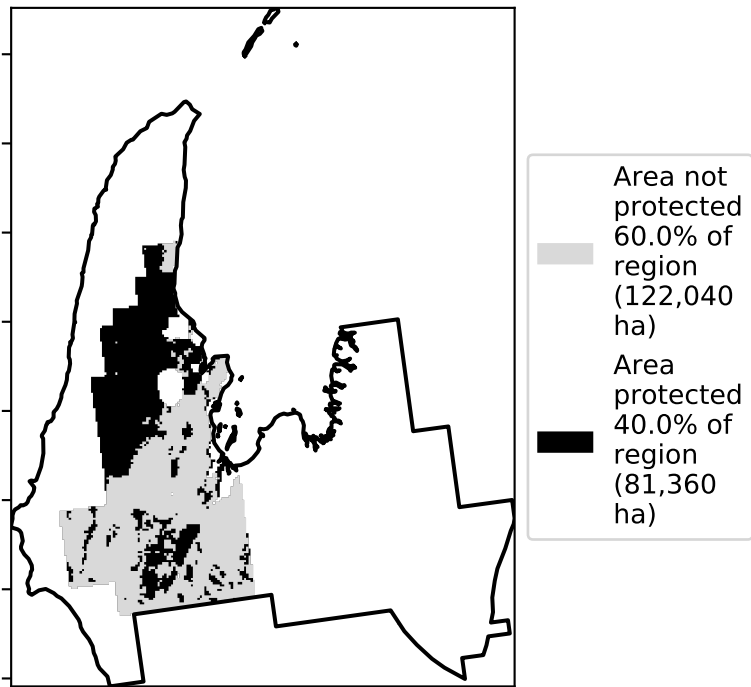 Area not
protected
60.0% of
region
(122,040
ha)
Area
protected
40.0% of
region
(81,360
ha)